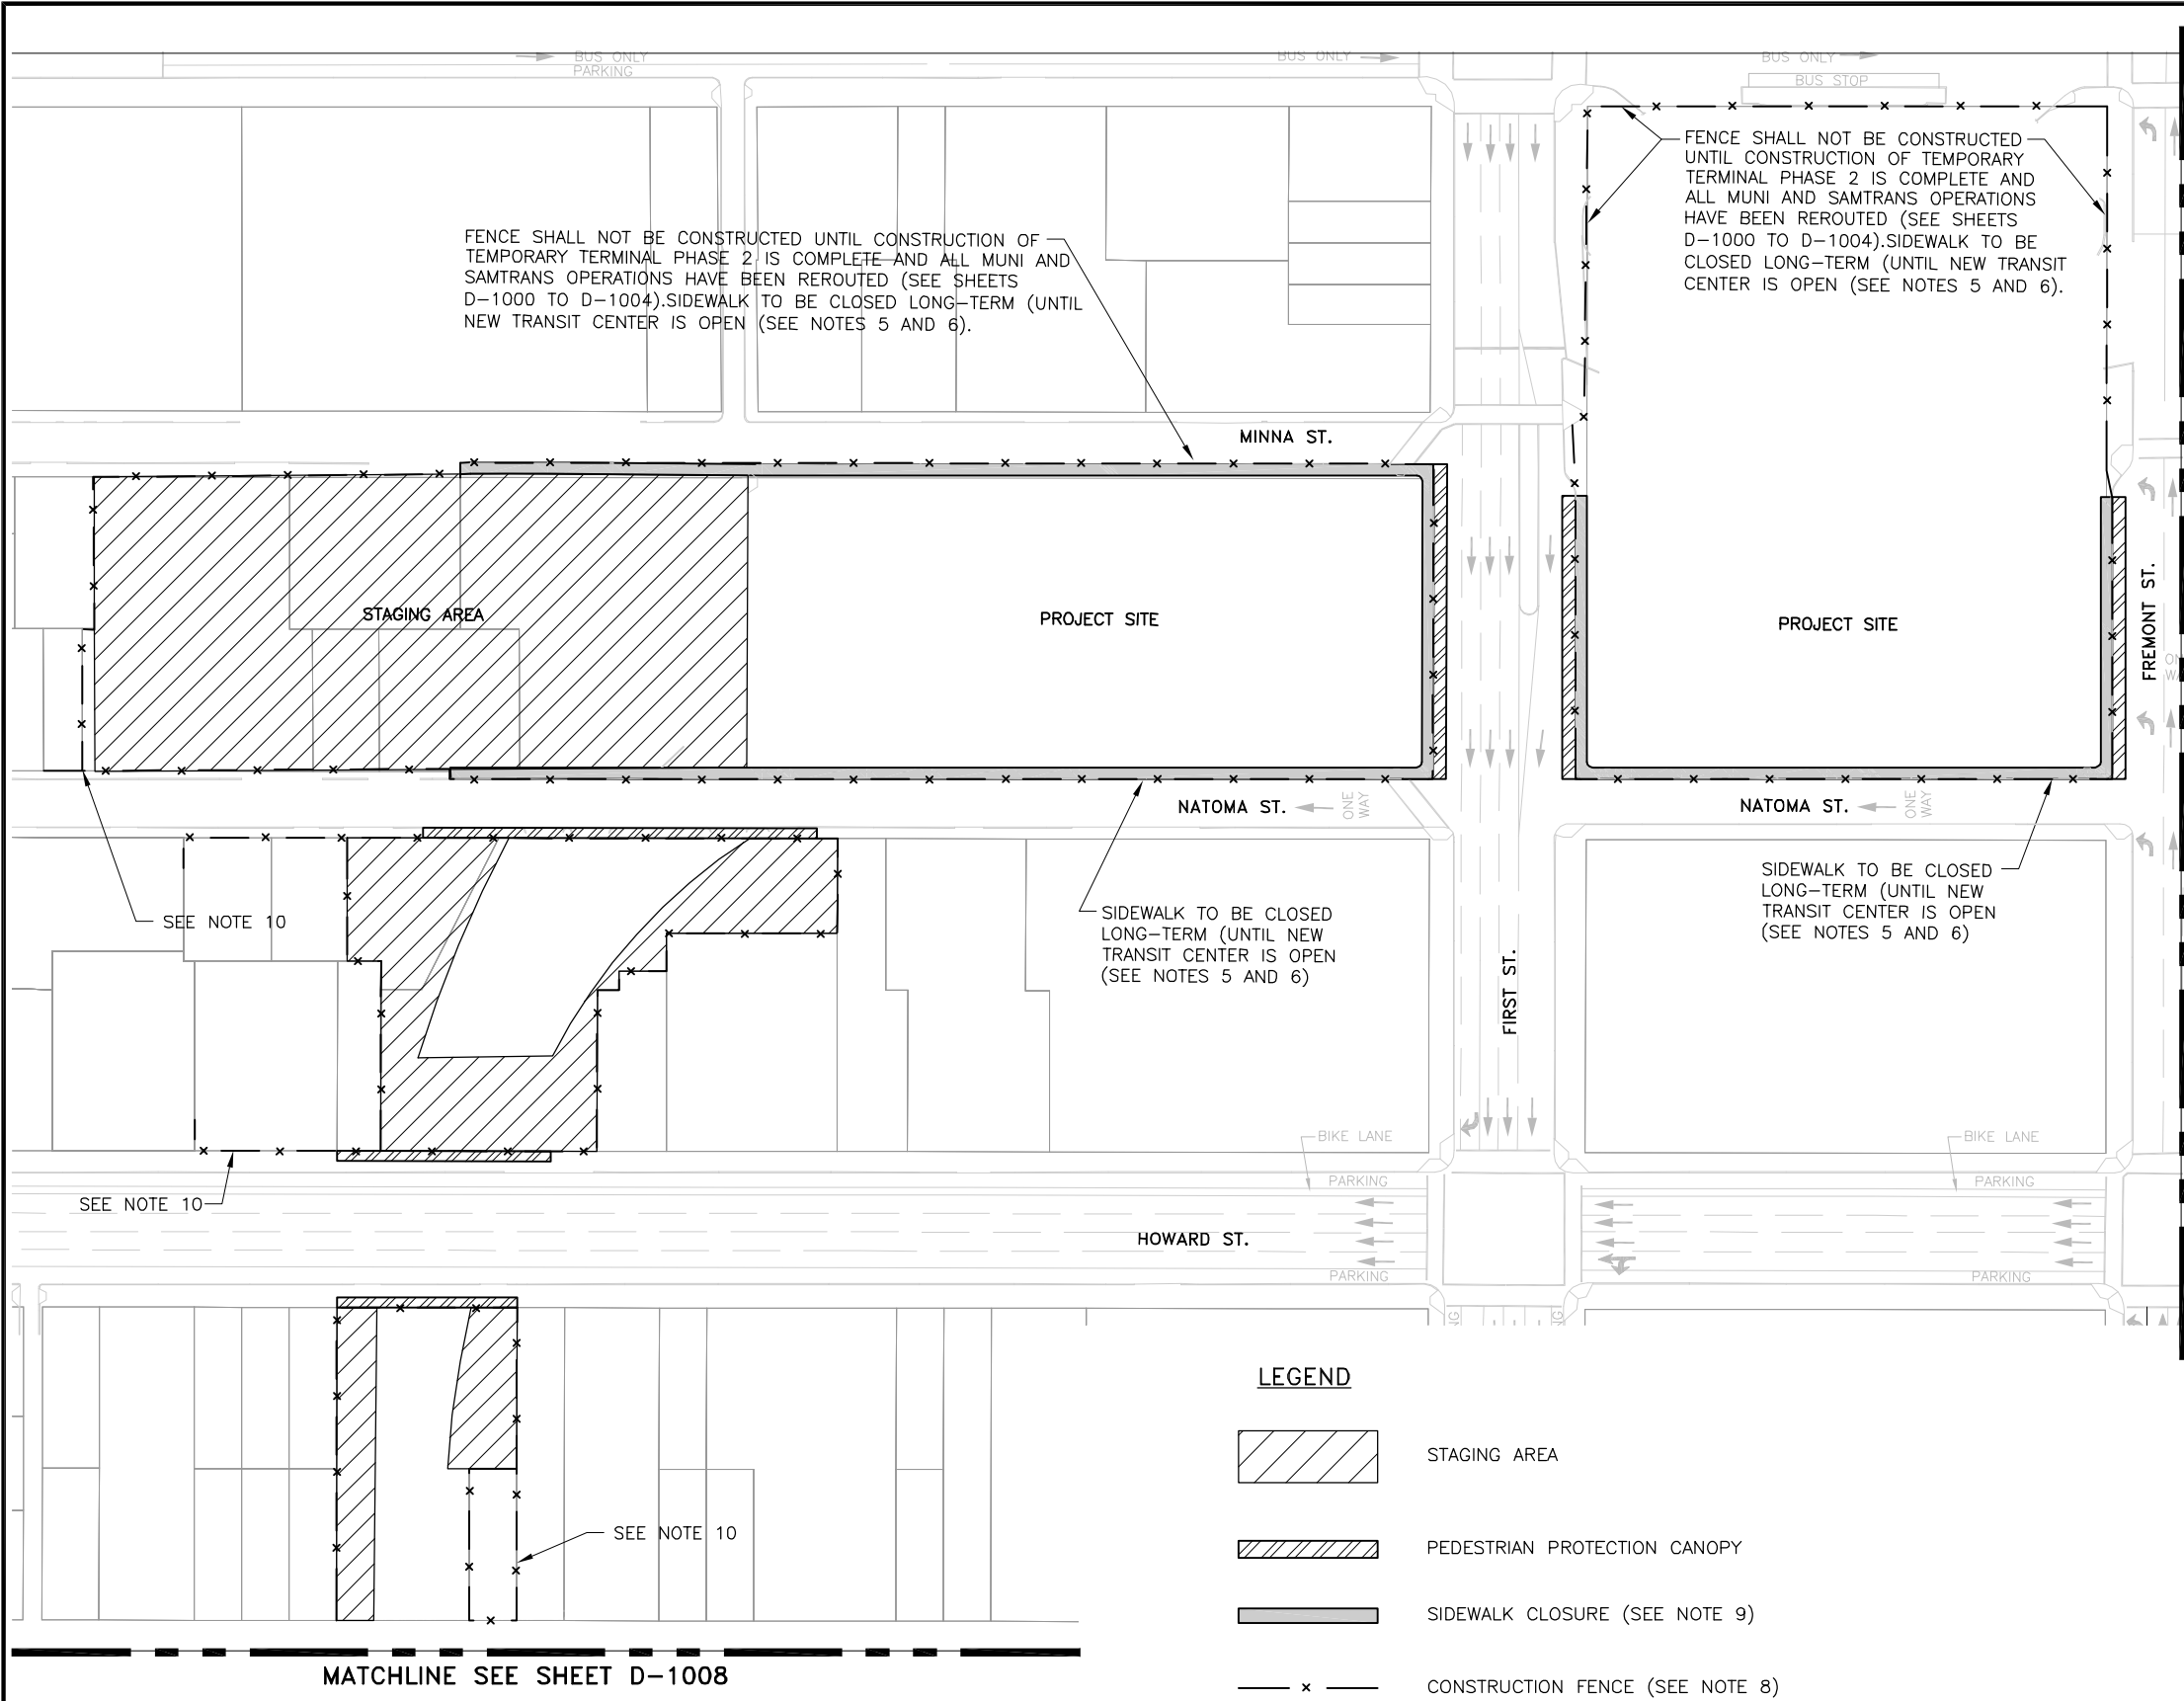 BUS ONLY
PARKING
BUS ONLY
BUS ONLY
BUS STOP
FENCE SHALL NOT BE CONSTRUCTED
UNTIL CONSTRUCTION OF TEMPORARY
TERMINAL PHASE 2 IS COMPLETE AND
ALL MUNI AND SAMTRANS OPERATIONS
HAVE BEEN REROUTED (SEE SHEETS
D-1000 TO D-1004).SIDEWALK TO BE
CLOSED LONG-TERM (UNTIL NEW TRANSIT
CENTER IS OPEN (SEE NOTES 5 AND 6).
FENCE SHALL NOT BE CONSTRUCTED UNTIL CONSTRUCTION OF
TEMPORARY TERMINAL PHASE 2 IS COMPLETE AND ALL MUNI AND
SAMTRANS OPERATIONS HAVE BEEN REROUTED (SEE SHEETS
D-1000 TO D-1004).SIDEWALK TO BE CLOSED LONG-TERM (UNTIL
NEW TRANSIT CENTER IS OPEN (SEE NOTES 5 AND 6).
MINNA ST.
STAGING AREA
PROJECT SITE
PROJECT SITE
FREMONT ST.
NATOMA ST.
ONE
WAY
NATOMA ST.
ONE
WAY
SEE NOTE 10
SIDEWALK TO BE CLOSED
LONG-TERM (UNTIL NEW
TRANSIT CENTER IS OPEN
(SEE NOTES 5 AND 6)
SIDEWALK TO BE CLOSED
LONG-TERM (UNTIL NEW
TRANSIT CENTER IS OPEN
(SEE NOTES 5 AND 6)
FIRST ST.
BIKE LANE
BIKE LANE
SEE NOTE 10
PARKING
PARKING
HOWARD ST.
PARKING
PARKING
SEE NOTE 10
LEGEND
STAGING AREA
PEDESTRIAN PROTECTION CANOPY
SIDEWALK CLOSURE (SEE NOTE 9)
CONSTRUCTION FENCE (SEE NOTE 8)
MATCHLINE SEE SHEET D-1008